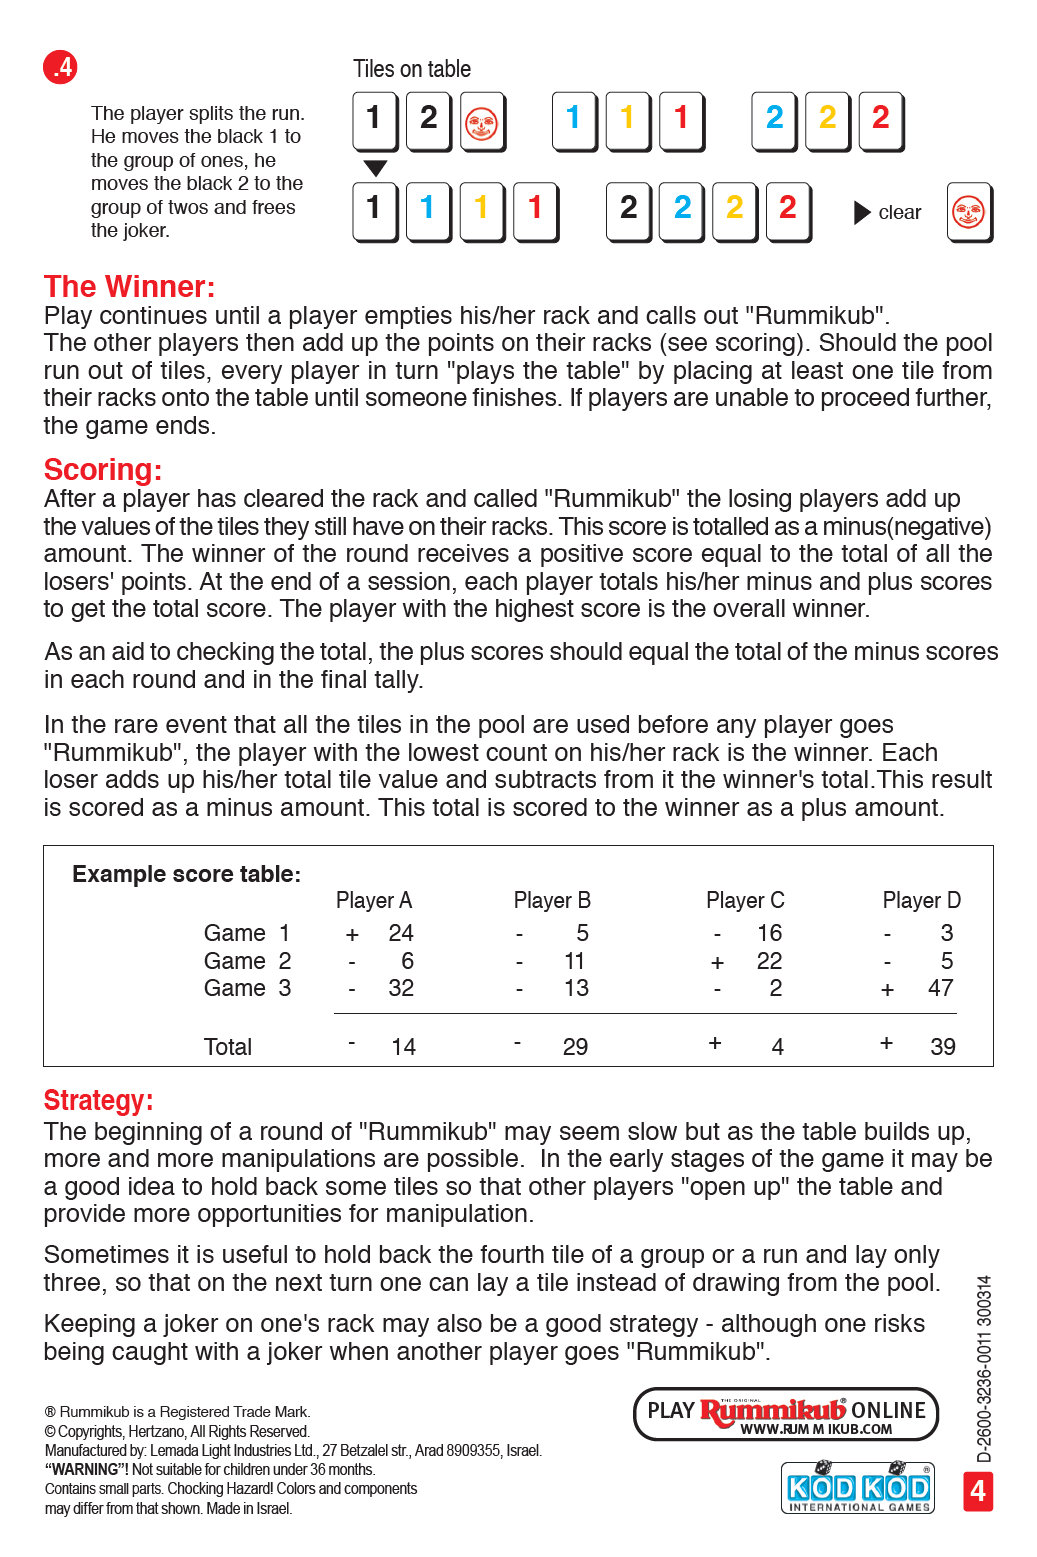 .4
Tiles on table
The player splits the run.
He moves the black 1 to
the group of ones, he
moves the black 2 to the
group of twos and frees
the joker.
1 2 1 1 1 2 2 2
1 1 1 1 2 2 2 2 clear
The Winner:
Play continues until a player empties his/her rack and calls out "Rummikub".
The other players then add up the points on their racks (see scoring). Should the pool
run out of tiles, every player in turn "plays the table" by placing at least one tile from
their racks onto the table until someone finishes. If players are unable to proceed further,
the game ends.
Scoring:
After a player has cleared the rack and called "Rummikub" the losing players add up
the values of the tiles they still have on their racks. This score is totalled as a minus(negative)
amount. The winner of the round receives a positive score equal to the total of all the
losers' points. At the end of a session, each player totals his/her minus and plus scores
to get the total score. The player with the highest score is the overall winner.
As an aid to checking the total, the plus scores should equal the total of the minus scores
in each round and in the final tally.
In the rare event that all the tiles in the pool are used before any player goes
"Rummikub", the player with the lowest count on his/her rack is the winner. Each
loser adds up his/her total tile value and subtracts from it the winner's total.This result
is scored as a minus amount. This total is scored to the winner as a plus amount.
Example score table:
Player A Player B Player C Player D
Game 1 + 24 - 5 - 16 - 3
Game 2 - 6 - 11 + 22 - 5
Game 3 - 32 - 13 - 2 + 47
Total - 14 - 29 + 4 + 39
Strategy:
The beginning of a round of "Rummikub" may seem slow but as the table builds up,
more and more manipulations are possible.  In the early stages of the game it may be
a good idea to hold back some tiles so that other players "open up" the table and
provide more opportunities for manipulation.
Sometimes it is useful to hold back the fourth tile of a group or a run and lay only
three, so that on the next turn one can lay a tile instead of drawing from the pool.
Keeping a joker on one's rack may also be a good strategy - although one risks
being caught with a joker when another player goes "Rummikub".
® Rummikub is a Registered Trade Mark.
© Copyrights, Hertzano, All Rights Reserved.
Manufactured by: Lemada Light Industries Ltd., 27 Betzalel str., Arad 8909355, Israel.
“WARNING”! Not suitable for children under 36 months.
Contains small parts. Chocking Hazard! Colors and components
may differ from that shown. Made in Israel.
THE ORIGINAL
PLAY Rummikub® ONLINE
WWW.RUM M IKUB.COM
KOD KOD ®
INTERNATIONAL GAMES
D-2600-3236-0011 300314
4